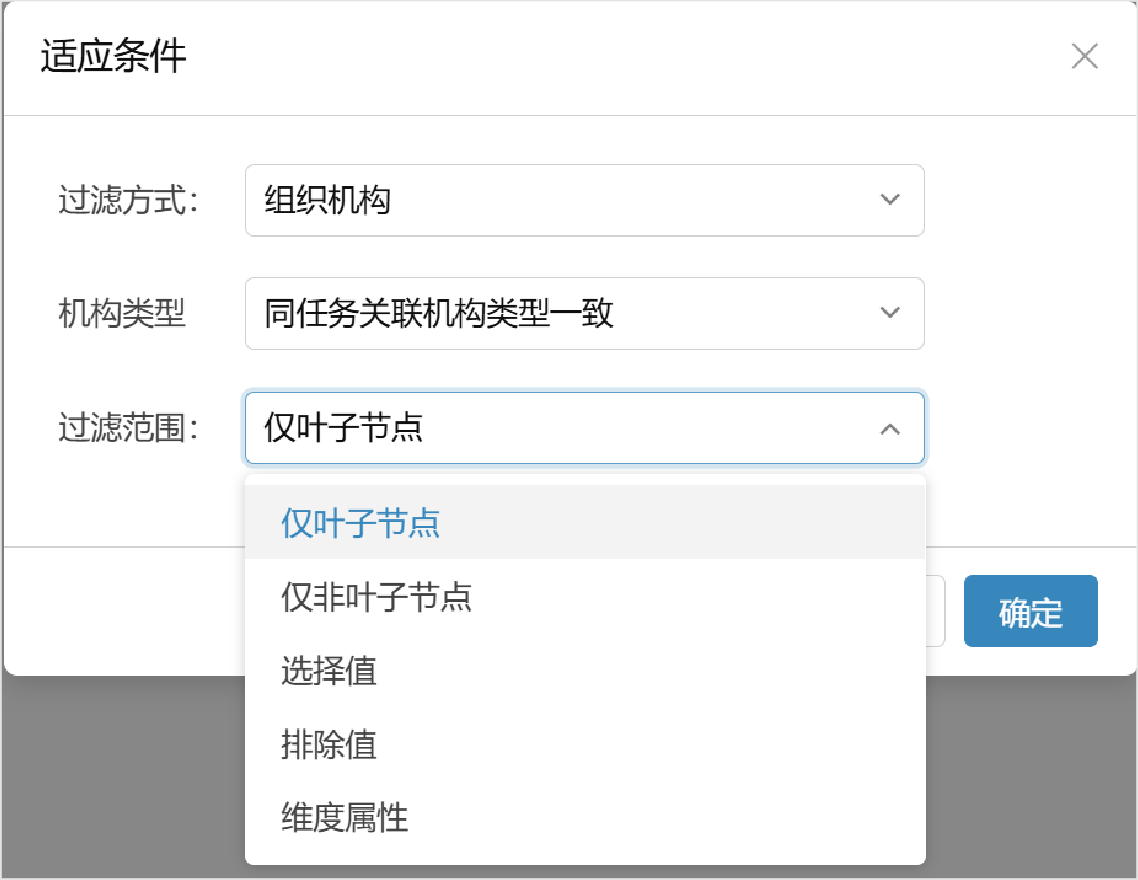 适应条件
过滤方式：
组织机构
机构类型
同任务关联机构类型一致
过滤范围：
仅叶子节点
仅叶子节点
仅非叶子节点
选择值
排除值
维度属性
确定